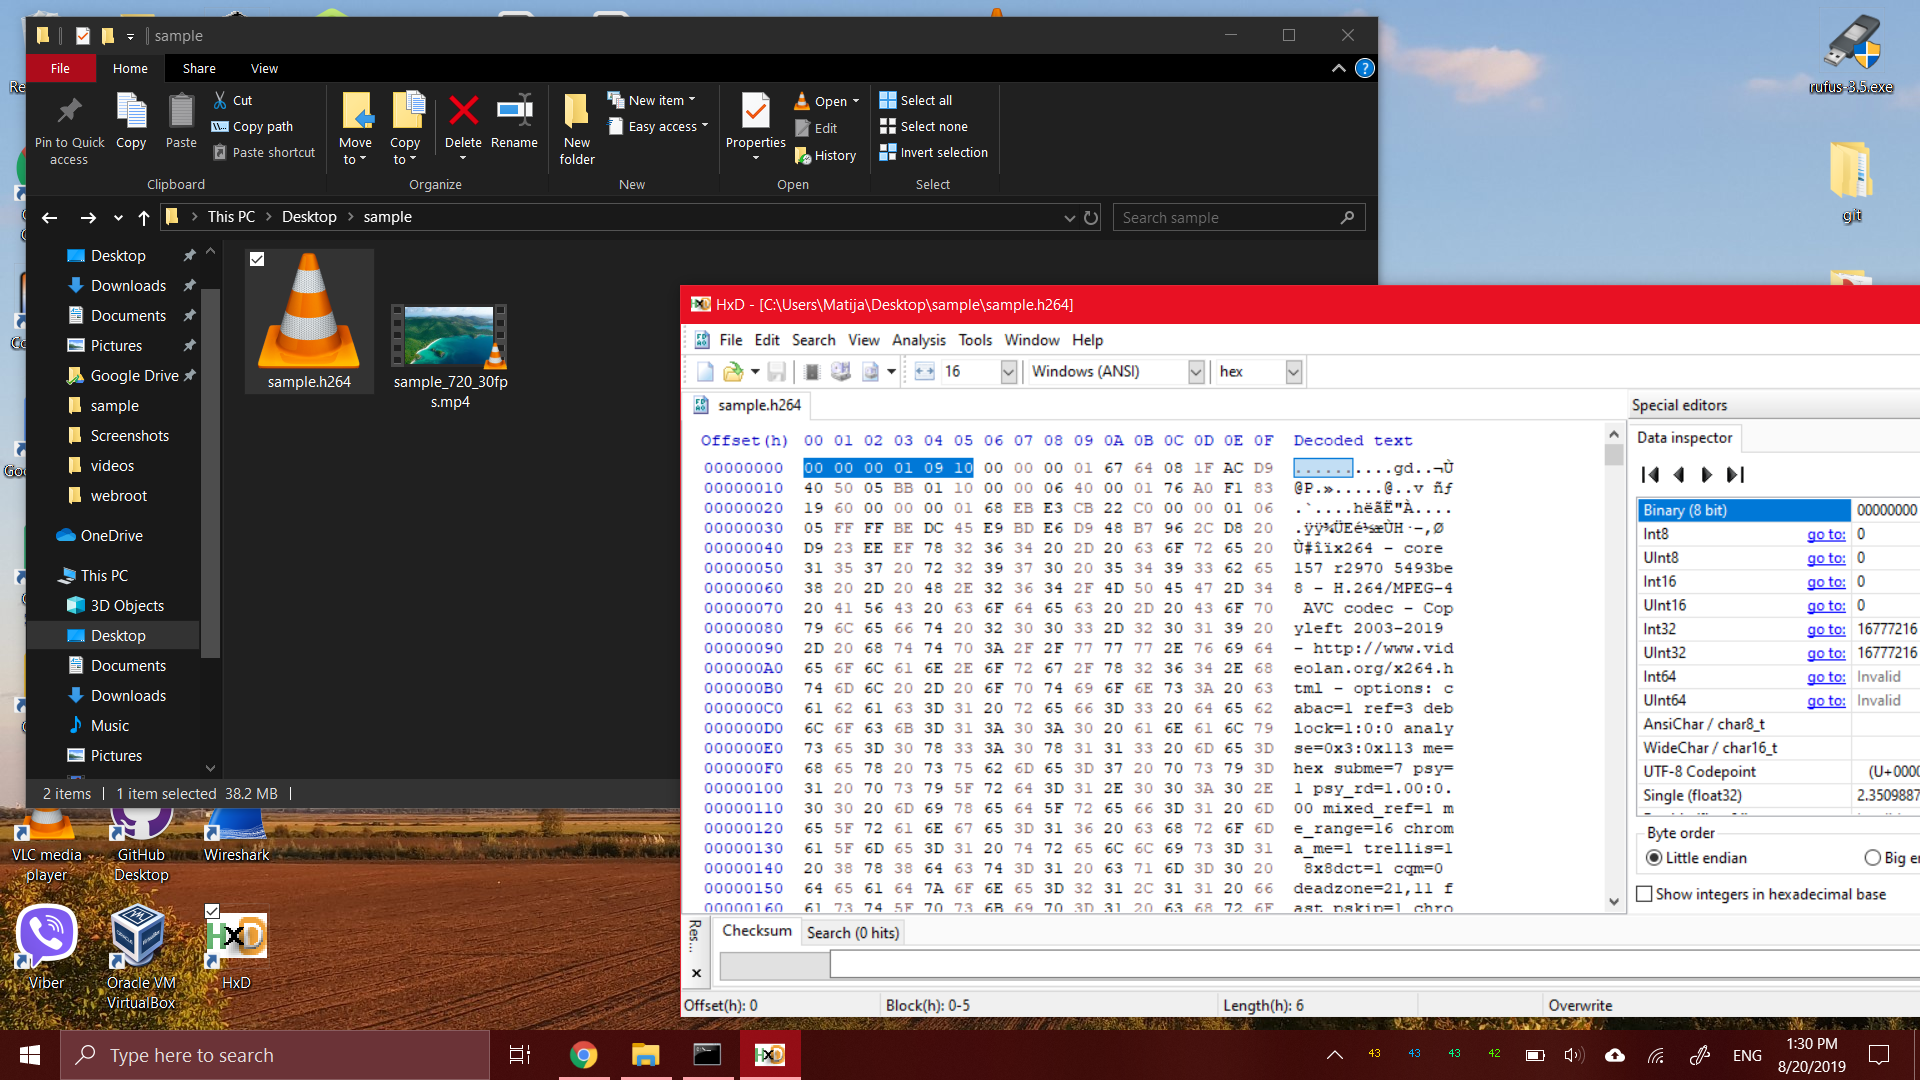 sample
File Home Share View
Pin to Quick access
Copy
Paste
Cut
Copy path
Paste shortcut
Clipboard
Move to
Copy to
Delete
Rename
Organize
New folder
New item
Easy access
New
Properties
Open
Edit
History
Open
Select all
Select none
Invert selection
Select
This PC > Desktop > sample
Search sample
Desktop
Downloads
Documents
Pictures
Google Drive
sample
Screenshots
videos
webroot
OneDrive
This PC
3D Objects
Desktop
Documents
Downloads
Music
Pictures
sample.h264
sample_720_30fp
s.mp4
2 items | 1 item selected 38.2 MB |
rufus-3.5.exe
git
HxD - [C:\Users\Matija\Desktop\sample\sample.h264]
File Edit Search View Analysis Tools Window Help
16 Windows (ANSI) hex
sample.h264
Offset(h) 00 01 02 03 04 05 06 07 08 09 0A 0B 0C 0D 0E 0F Decoded text
00000000 00 00 00 01 09 10 00 00 00 01 67 64 08 1F AC D9 ..........gd..¬Ù
00000010 40 50 05 BB 01 10 00 00 06 40 00 01 76 A0 F1 83 @P.».....@..v ñƒ
00000020 19 60 00 00 00 01 68 EB E3 CB 22 C0 00 00 01 06 .`....hëãË"À....
00000030 05 FF FF BE DC 45 E9 BD E6 D9 48 B7 96 2C D8 20 .ÿÿ¾ÜEé½æÙH·–,Ø
00000040 D9 23 EE EF 78 32 36 34 20 2D 20 63 6F 72 65 20 Ù#îïx264 - core
00000050 31 35 37 20 72 32 39 37 30 20 35 34 39 33 62 65 157 r2970 5493be
00000060 38 20 2D 20 48 2E 32 36 34 2F 4D 50 45 47 2D 34 8 - H.264/MPEG-4
00000070 20 41 56 43 20 63 6F 64 65 63 20 2D 20 43 6F 70 AVC codec - Cop
00000080 79 6C 65 66 74 20 32 30 30 33 2D 32 30 31 39 20 yleft 2003-2019
00000090 2D 20 68 74 74 70 3A 2F 2F 77 77 77 2E 76 69 64 - http://www.vid
000000A0 65 6F 6C 61 6E 2E 6F 72 67 2F 78 32 36 34 2E 68 eolan.org/x264.h
000000B0 74 6D 6C 20 2D 20 6F 70 74 69 6F 6E 73 3A 20 63 tml - options: c
000000C0 61 62 61 63 3D 31 20 72 65 66 3D 33 20 64 65 62 abac=1 ref=3 deb
000000D0 6C 6F 63 6B 3D 31 3A 30 3A 30 20 61 6E 61 6C 79 lock=1:0:0 analy
000000E0 73 65 3D 30 78 33 3A 30 78 31 31 33 20 6D 65 3D se=0x3:0x113 me=
000000F0 68 65 78 20 73 75 62 6D 65 3D 37 20 70 73 79 3D hex subme=7 psy=
00000100 31 20 70 73 79 5F 72 64 3D 31 2E 30 30 3A 30 2E 1 psy_rd=1.00:0.
00000110 30 30 20 6D 69 78 65 64 5F 72 65 66 3D 31 20 6D 00 mixed_ref=1 m
00000120 65 5F 72 61 6E 67 65 3D 31 36 20 63 68 72 6F 6D e_range=16 chrom
00000130 61 5F 6D 65 3D 31 20 74 72 65 6C 6C 69 73 3D 31 a_me=1 trellis=1
00000140 20 38 78 38 64 63 74 3D 31 20 63 71 6D 3D 30 20 8x8dct=1 cqm=0
00000150 64 65 61 64 7A 6F 6E 65 3D 32 31 2C 31 31 20 66 deadzone=21,11 f
00000160 61 73 74 5F 70 73 6B 69 70 3D 31 20 63 68 72 6F ast_pskip=1 chro
Special editors
Data inspector
Binary (8 bit) 00000000
Int8 go to: 0
UInt8 go to: 0
Int16 go to: 0
UInt16 go to: 0
Int32 go to: 16777216
UInt32 go to: 16777216
Int64 go to: Invalid
UInt64 go to: Invalid
AnsiChar / char8_t
WideChar / char16_t
UTF-8 Codepoint (U+0000
Single (float32) 2.3509887
Byte order
Little endian Big en
Show integers in hexadecimal base
Res...
Checksum Search (0 hits)
Offset(h): 0 Block(h): 0-5 Length(h): 6 Overwrite
VLC media player
GitHub Desktop
Wireshark
Viber
Oracle VM VirtualBox
HxD
Type here to search
43 43 43 42 ENG
1:30 PM
8/20/2019